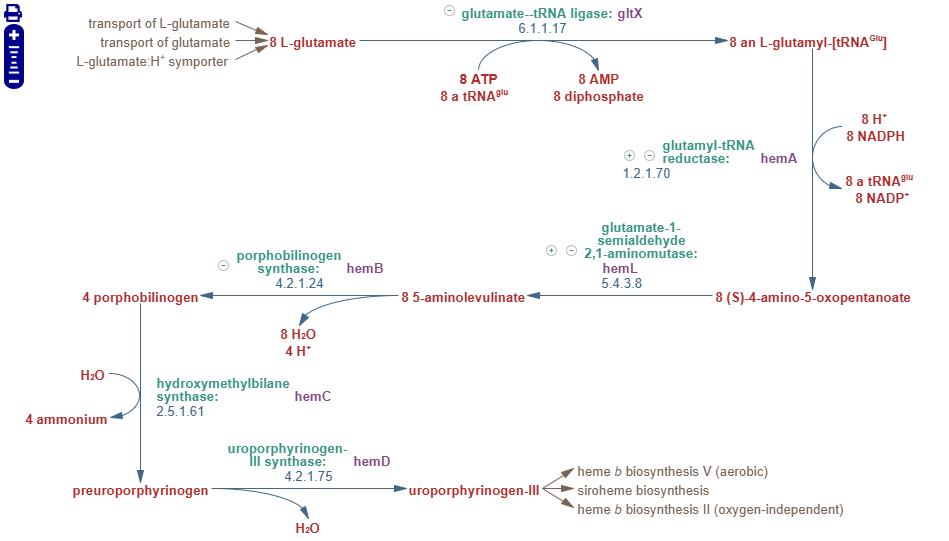 transport of L-glutamate
transport of glutamate
L-glutamate:H⁺ symporter
8 L-glutamate
glutamate--tRNA ligase: gltX
6.1.1.17
8 ATP
8 a tRNAᵍˡᵘ
8 AMP
8 diphosphate
8 an L-glutamyl-[tRNAᴳˡᵘ]
8 H⁺
8 NADPH
glutamyl-tRNA
reductase: hemA
1.2.1.70
8 a tRNAᵍˡᵘ
8 NADP⁺
glutamate-1-
semialdehyde
2,1-aminomutase:
hemL
5.4.3.8
porphobilinogen
synthase: hemB
4.2.1.24
4 porphobilinogen
8 5-aminolevulinate
8 (S)-4-amino-5-oxopentanoate
8 H₂O
4 H⁺
H₂O
hydroxymethylbilane
synthase: hemC
2.5.1.61
4 ammonium
uroporphyrinogen-
III synthase: hemD
4.2.1.75
preuroporphyrinogen
uroporphyrinogen-III
H₂O
heme b biosynthesis V (aerobic)
siroheme biosynthesis
heme b biosynthesis II (oxygen-independent)